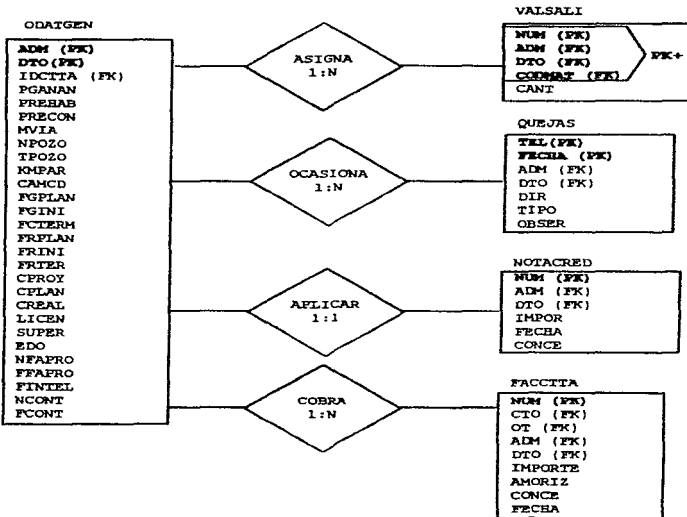 ODATGEN
ADM (PK)
DTO(PK)
IDCTTA (FK)
PGANAN
PREHAB
PRECON
MVIA
NPOZO
TPOZO
KMPAR
CAMCD
FGPLAN
FGINI
FCTERM
FRPLAN
FRINI
FRTER
CPROY
CPLAN
CREAL
LICEN
SUPER
EDO
NFAPRO
FFAPRO
FINTEL
NCONT
FCONT
ASIGNA
1:N
OCASIONA
1:N
APLICAR
1:1
COBRA
1:N
VALSALI
NUM (PK)
ADM (FK)
DTO (FK)
CODMAT (FK)
CANT
PK+
QUEJAS
TEL(PK)
FECHA (PK)
ADM (FK)
DTO (FK)
DIR
TIPO
OBSER
NOTACRED
NUM (PK)
ADM (FK)
DTO (FK)
IMPOR
FECHA
CONCE
FACCTTA
NUM (PK)
CTO (FK)
OT (FK)
ADM (FK)
DTO (FK)
IMPORTE
AMORIZ
CONCE
FECHA